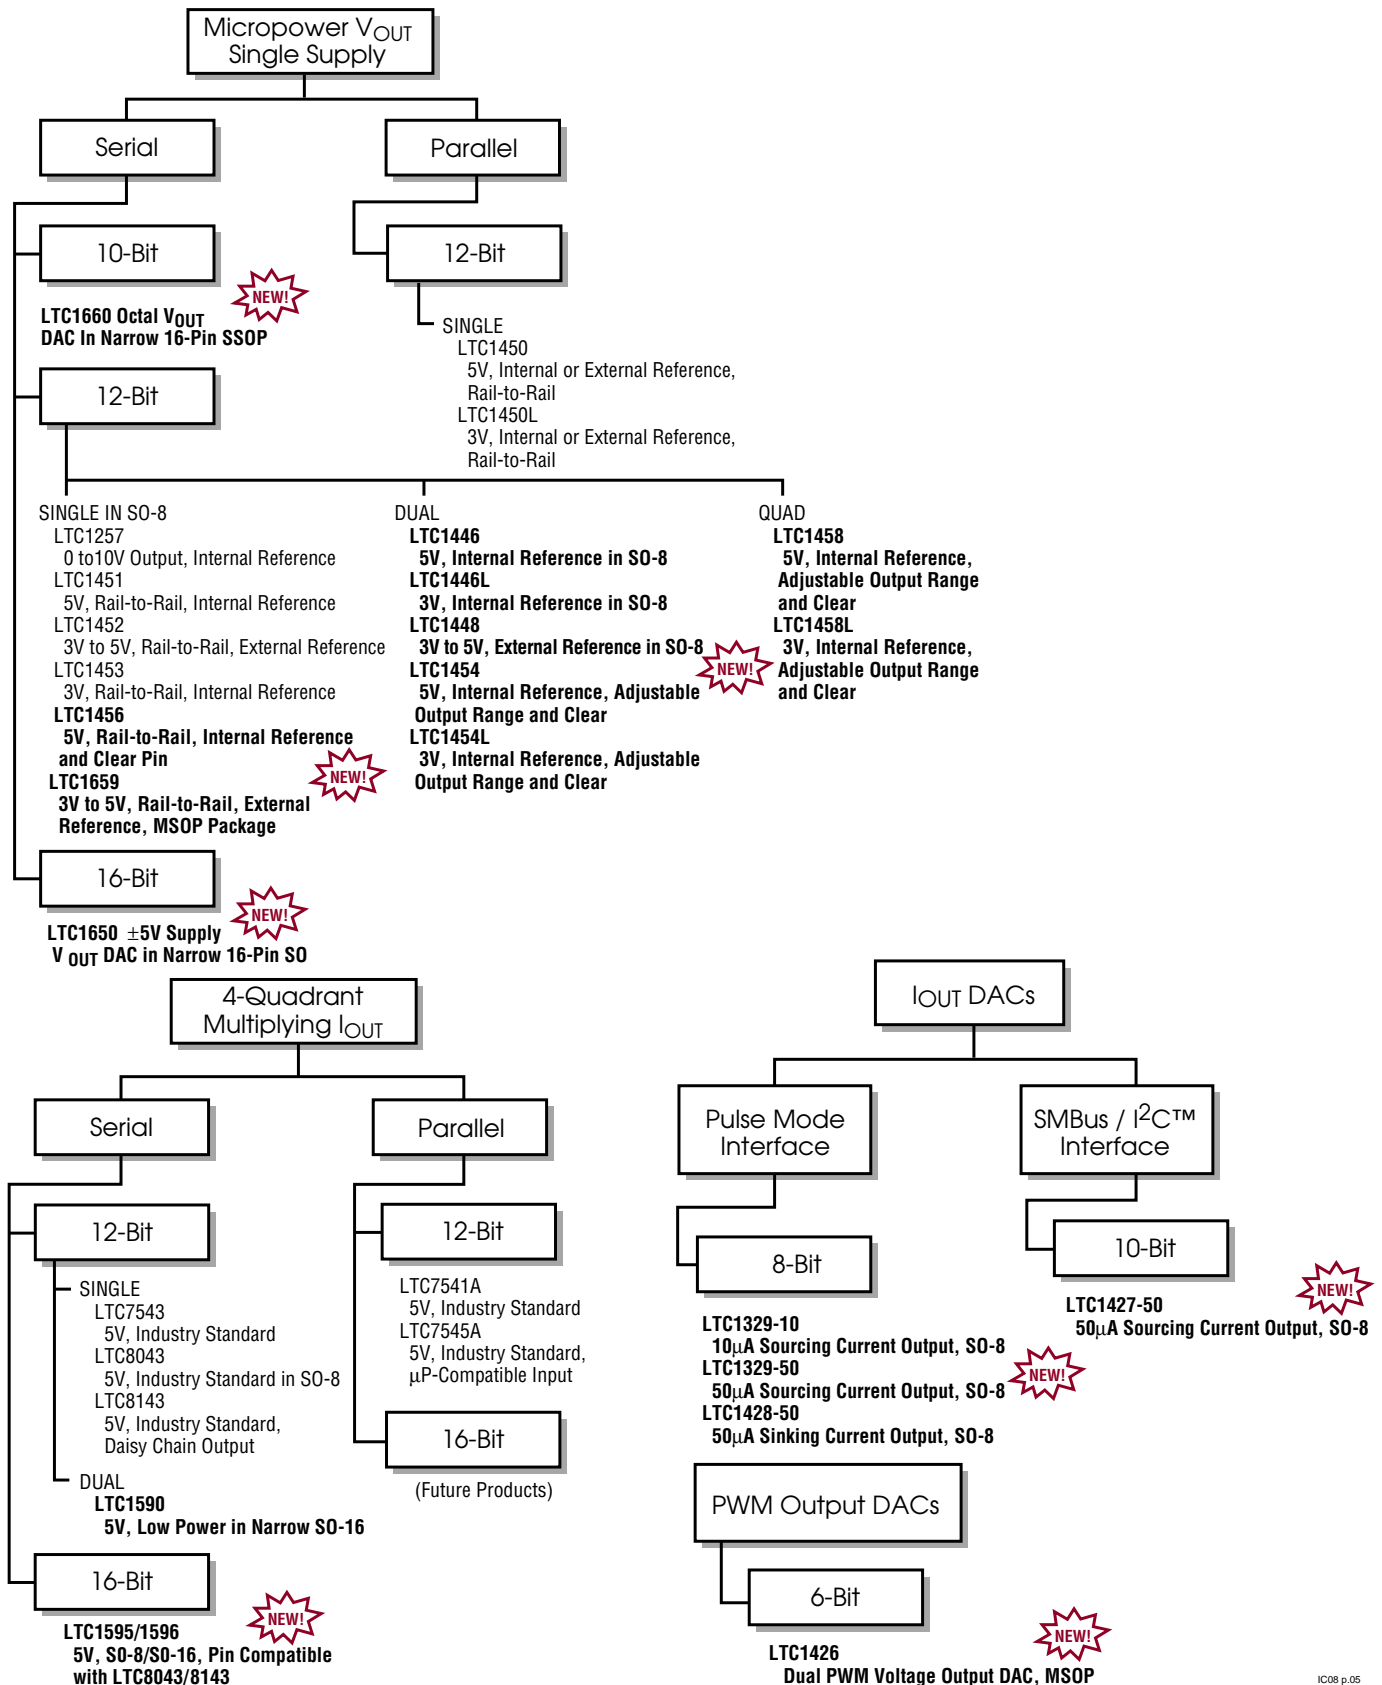 Micropower VOUT
Single Supply
Serial
Parallel
10-Bit
NEW!
LTC1660 Octal VOUT
DAC In Narrow 16-Pin SSOP
12-Bit
SINGLE
LTC1450
5V, Internal or External Reference,
Rail-to-Rail
LTC1450L
3V, Internal or External Reference,
Rail-to-Rail
12-Bit
SINGLE IN SO-8
LTC1257
0 to10V Output, Internal Reference
LTC1451
5V, Rail-to-Rail, Internal Reference
LTC1452
3V to 5V, Rail-to-Rail, External Reference
LTC1453
3V, Rail-to-Rail, Internal Reference
LTC1456
5V, Rail-to-Rail, Internal Reference
and Clear Pin
LTC1659
3V to 5V, Rail-to-Rail, External
Reference, MSOP Package
NEW!
DUAL
LTC1446
5V, Internal Reference in SO-8
LTC1446L
3V, Internal Reference in SO-8
LTC1448
3V to 5V, External Reference in SO-8
NEW!
LTC1454
5V, Internal Reference, Adjustable
Output Range and Clear
LTC1454L
3V, Internal Reference, Adjustable
Output Range and Clear
QUAD
LTC1458
5V, Internal Reference,
Adjustable Output Range
and Clear
LTC1458L
3V, Internal Reference,
Adjustable Output Range
and Clear
16-Bit
NEW!
LTC1650 ±5V Supply
V OUT DAC in Narrow 16-Pin SO
4-Quadrant
Multiplying IOUT
Serial
Parallel
12-Bit
SINGLE
LTC7543
5V, Industry Standard
LTC8043
5V, Industry Standard in SO-8
LTC8143
5V, Industry Standard,
Daisy Chain Output
DUAL
LTC1590
5V, Low Power in Narrow SO-16
16-Bit
NEW!
LTC1595/1596
5V, SO-8/SO-16, Pin Compatible
with LTC8043/8143
12-Bit
LTC7541A
5V, Industry Standard
LTC7545A
5V, Industry Standard,
µP-Compatible Input
16-Bit
(Future Products)
IOUT DACs
Pulse Mode
Interface
SMBus / I2C™
Interface
8-Bit
LTC1329-10
10µA Sourcing Current Output, SO-8
LTC1329-50
50µA Sourcing Current Output, SO-8
NEW!
LTC1428-50
50µA Sinking Current Output, SO-8
10-Bit
NEW!
LTC1427-50
50µA Sourcing Current Output, SO-8
PWM Output DACs
6-Bit
NEW!
LTC1426
Dual PWM Voltage Output DAC, MSOP
IC08 p.05